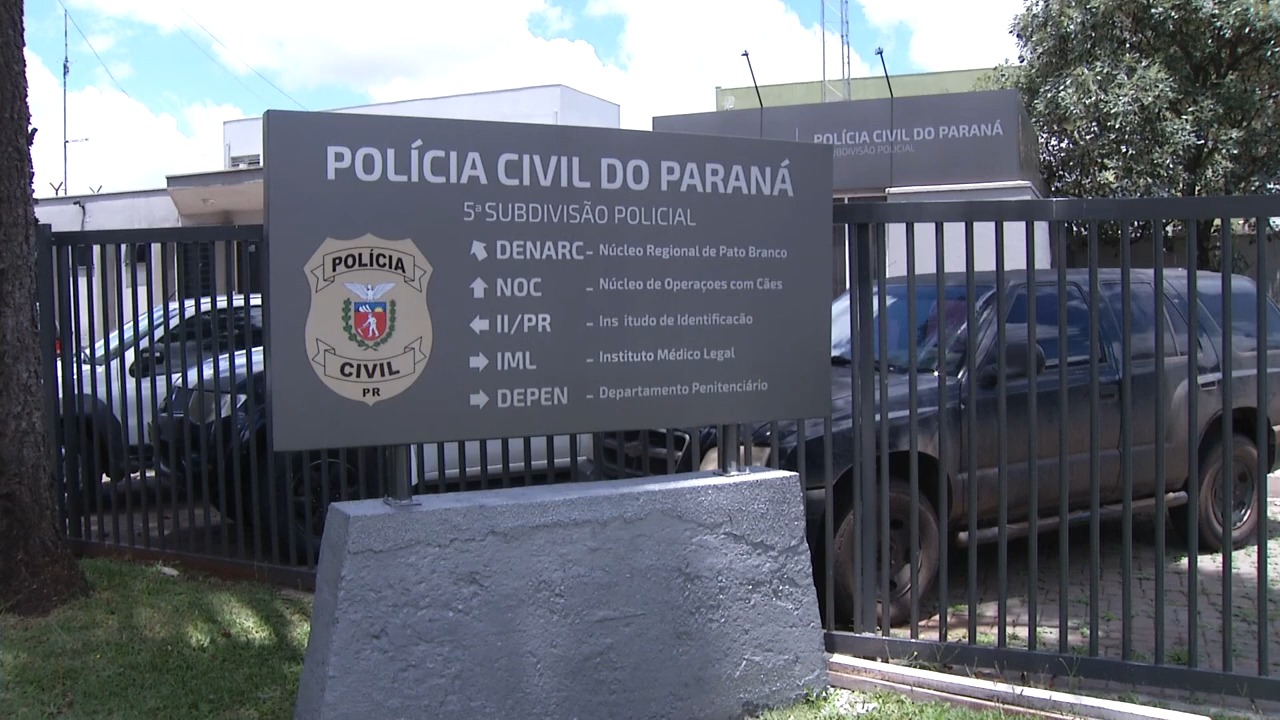 POLÍCIA CIVIL DO PARANÁ
SUBDIVISÃO POLICIAL
POLÍCIA CIVIL DO PARANÁ
5ª SUBDIVISÃO POLICIAL
DENARC - Núcleo Regional de Pato Branco
NOC - Núcleo de Operaçoes com Cães
II/PR - Ins itudo de Identificacão
IML - Instituto Médico Legal
DEPEN - Departamento Penitenciário
POLÍCIA
CIVIL
PR